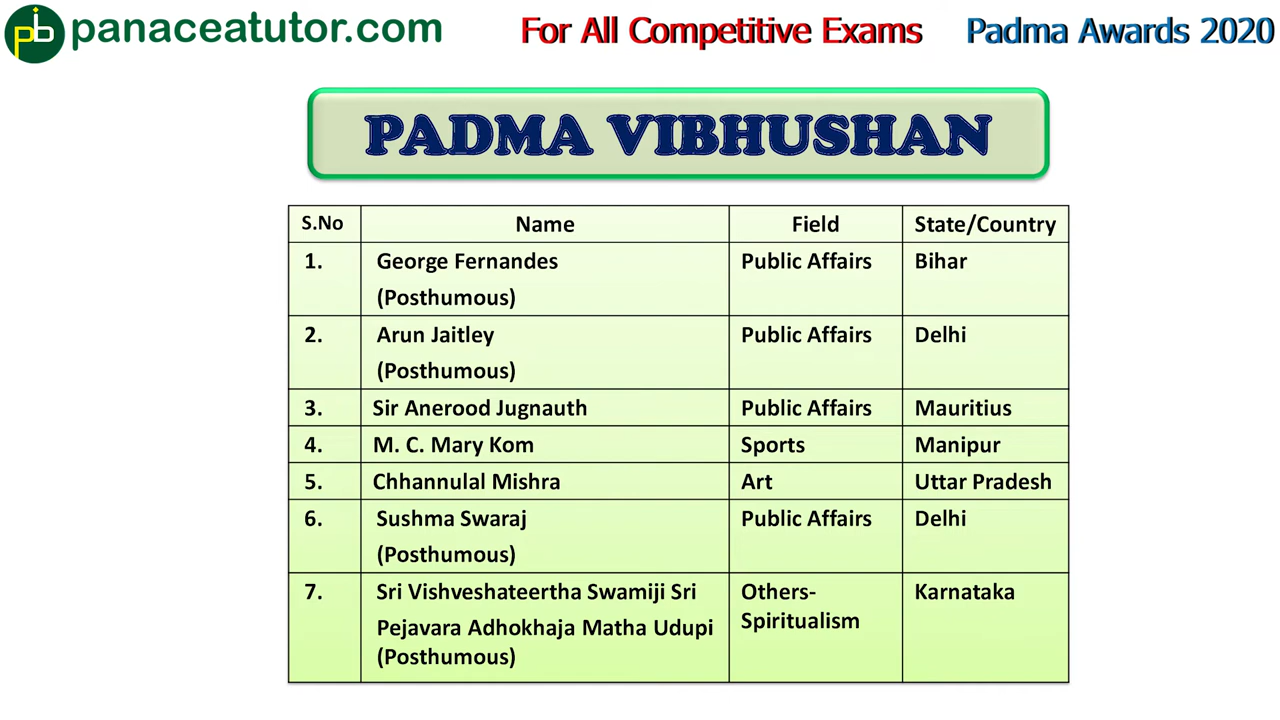 panaceatutor.com For All Competitive Exams Padma Awards 2020
PADMA VIBHUSHAN
S.No Name Field State/Country
1. George Fernandes Public Affairs Bihar
(Posthumous)
2. Arun Jaitley Public Affairs Delhi
(Posthumous)
3. Sir Anerood Jugnauth Public Affairs Mauritius
4. M. C. Mary Kom Sports Manipur
5. Chhannulal Mishra Art Uttar Pradesh
6. Sushma Swaraj Public Affairs Delhi
(Posthumous)
7. Sri Vishveshateertha Swamiji Sri Others- Karnataka
Pejavara Adhokhaja Matha Udupi Spiritualism
(Posthumous)